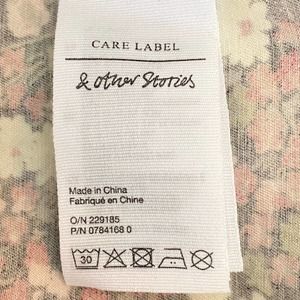 CARE LABEL
& other Stories
Made in China
Fabriqué en Chine
O/N 229185
P/N 0784168 0
30